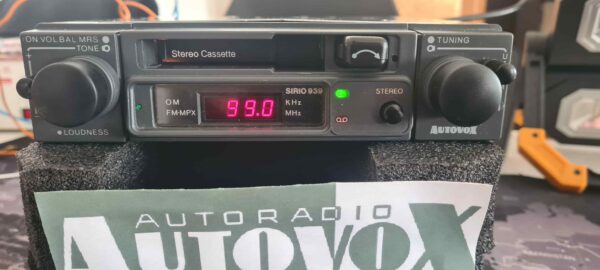 ON.VOL.BAL MRS
TONE
LOUDNESS
Stereo Cassette
SIRIO 939
OM
FM-MPX
99.0
KHz
MHz
STEREO
TUNING
AUTOVOX
AUTORADIO
AUTOVOX